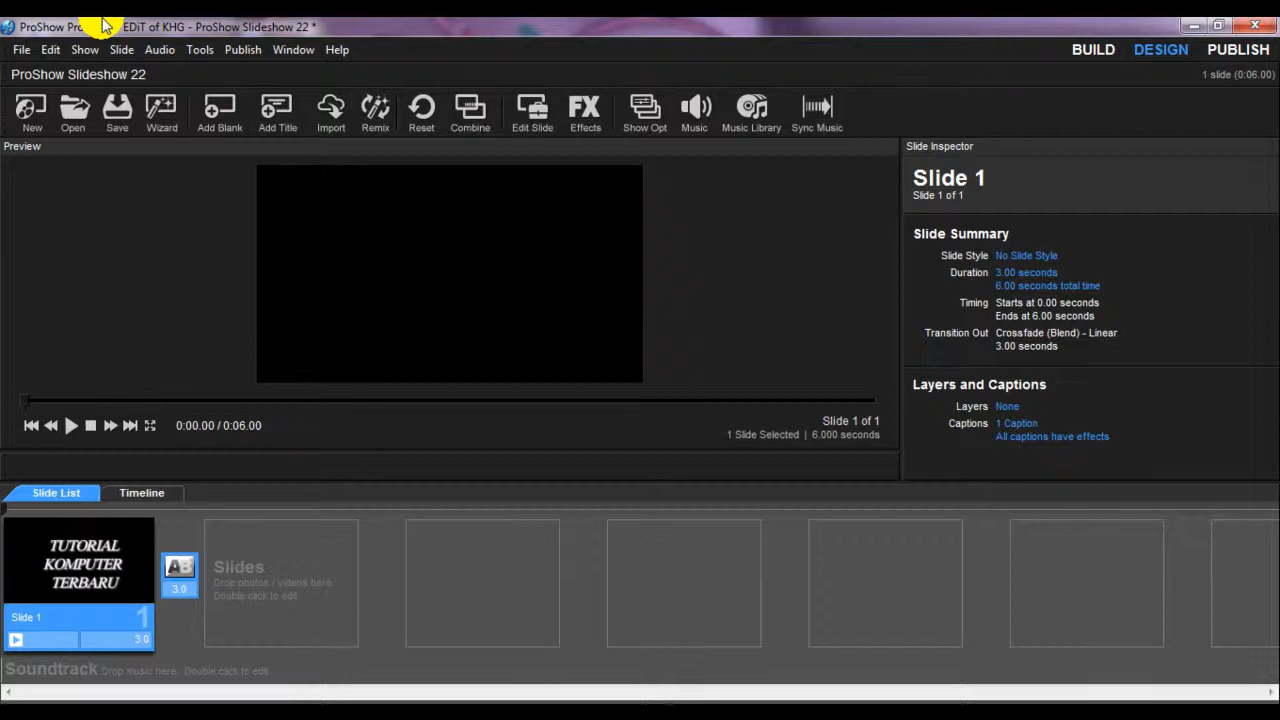 ProShow Pro EDiT of KHG - ProShow Slideshow 22 *
File Edit Show Slide Audio Tools Publish Window Help
BUILD DESIGN PUBLISH
ProShow Slideshow 22
1 slide (0:06.00)
New Open Save Wizard Add Blank Add Title Import Remix Reset Combine Edit Slide Effects Show Opt Music Music Library Sync Music
FX
Preview
Slide Inspector
Slide 1
Slide 1 of 1
Slide Summary
Slide Style No Slide Style
Duration 3.00 seconds
6.00 seconds total time
Timing Starts at 0.00 seconds
Ends at 6.00 seconds
Transition Out Crossfade (Blend) - Linear
3.00 seconds
Layers and Captions
Layers None
Captions 1 Caption
All captions have effects
0:00.00 / 0:06.00
Slide 1 of 1
1 Slide Selected | 6.000 seconds
Slide List Timeline
TUTORIAL
KOMPUTER
TERBARU
AB
3.0
Slide 1 1
3.0
Slides
Drop photos / videos here.
Double click to edit.
Soundtrack Drop music here. Double click to edit.